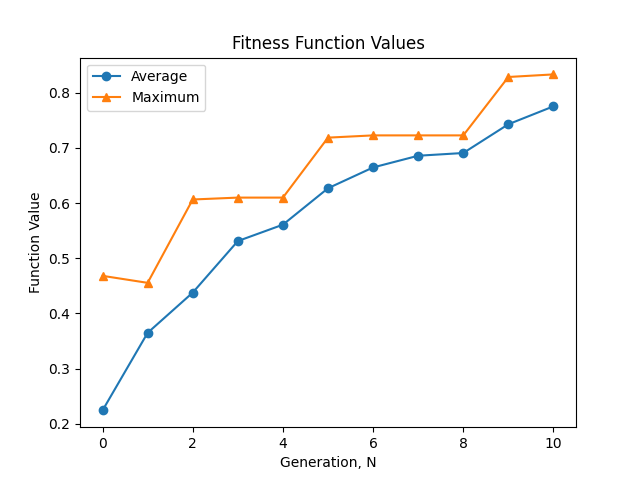 Fitness Function Values
Average
Maximum
Function Value
0.8
0.7
0.6
0.5
0.4
0.3
0.2
0 2 4 6 8 10
Generation, N